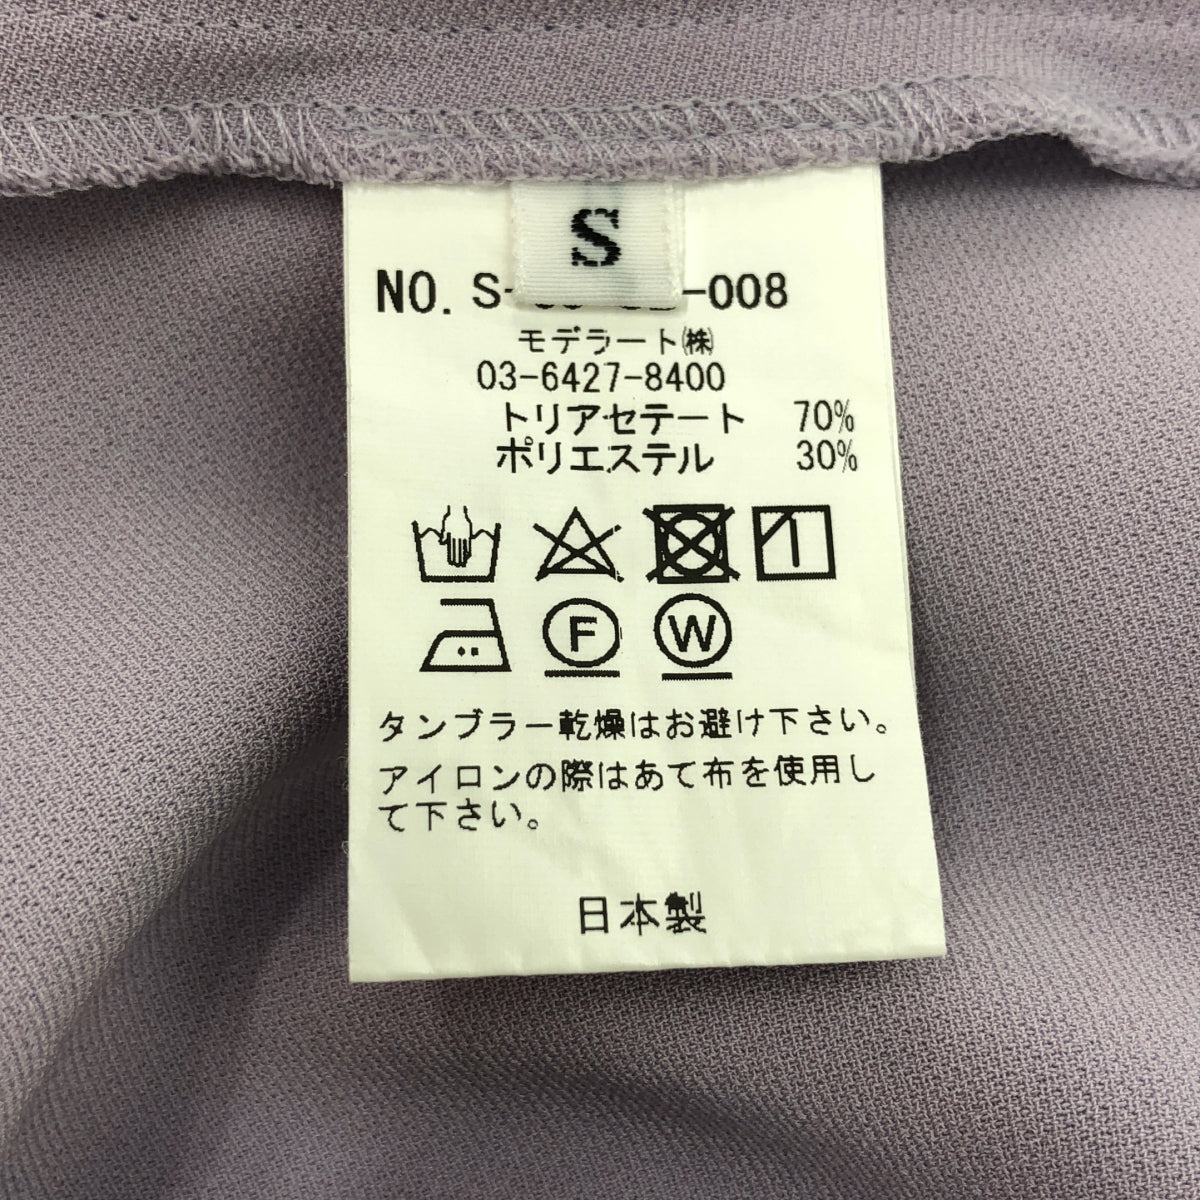 S
NO. S- -008
モデラート㈱
03-6427-8400
トリアセテート 70%
ポリエステル 30%
F W
タンブラー乾燥はお避け下さい。
アイロンの際はあて布を使用し
て下さい。
日本製